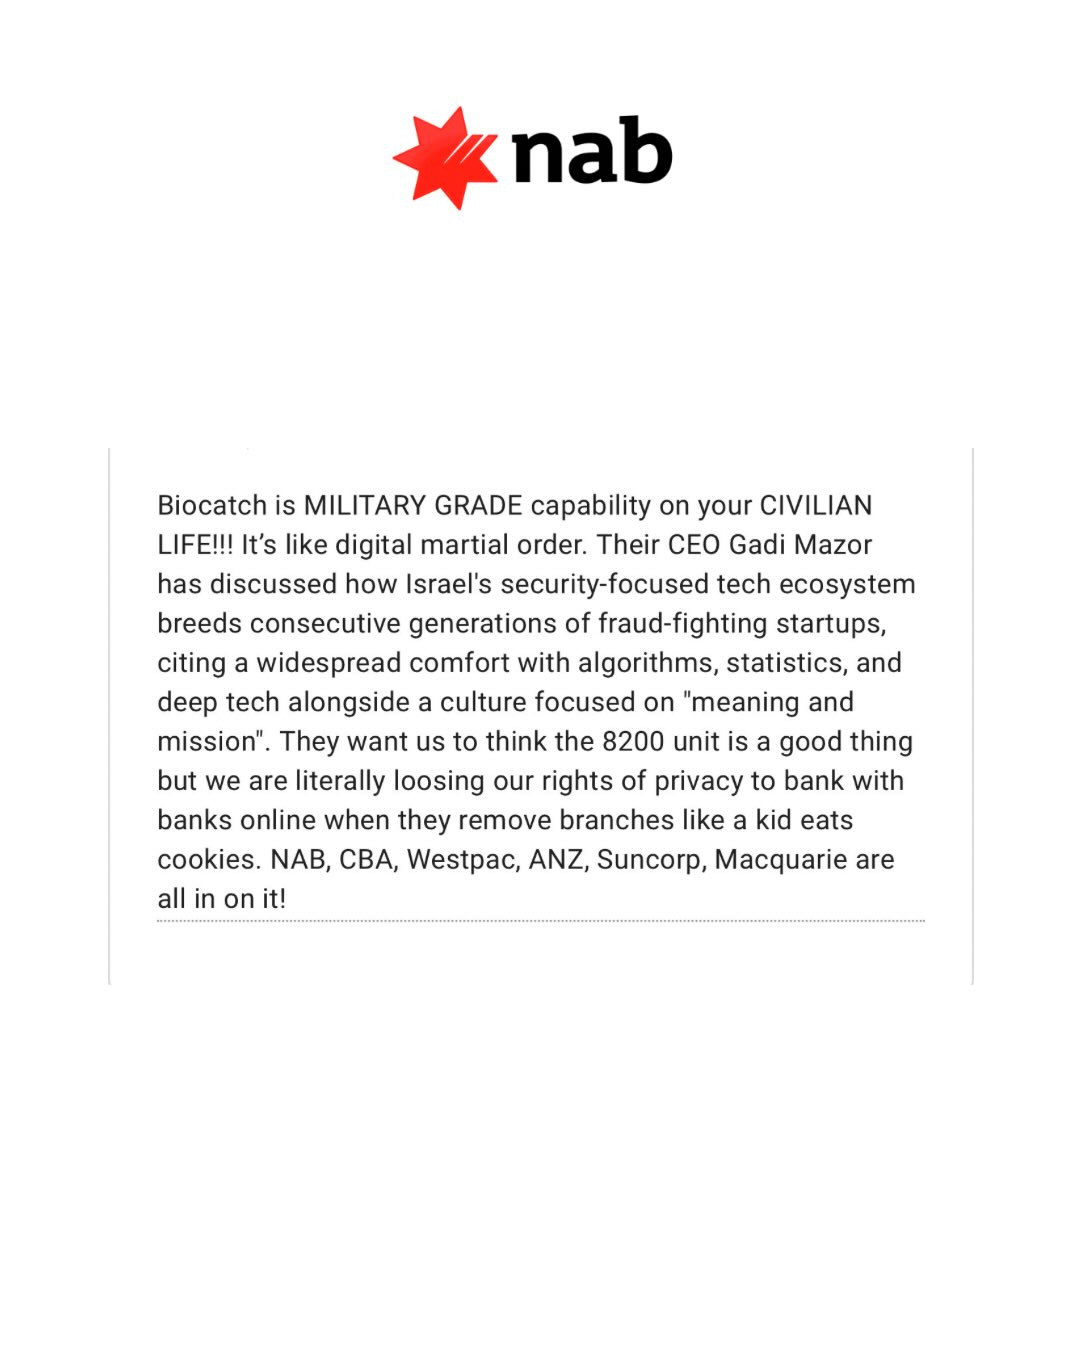 nab
Biocatch is MILITARY GRADE capability on your CIVILIAN
LIFE!!! It’s like digital martial order. Their CEO Gadi Mazor
has discussed how Israel's security-focused tech ecosystem
breeds consecutive generations of fraud-fighting startups,
citing a widespread comfort with algorithms, statistics, and
deep tech alongside a culture focused on "meaning and
mission". They want us to think the 8200 unit is a good thing
but we are literally loosing our rights of privacy to bank with
banks online when they remove branches like a kid eats
cookies. NAB, CBA, Westpac, ANZ, Suncorp, Macquarie are
all in on it!